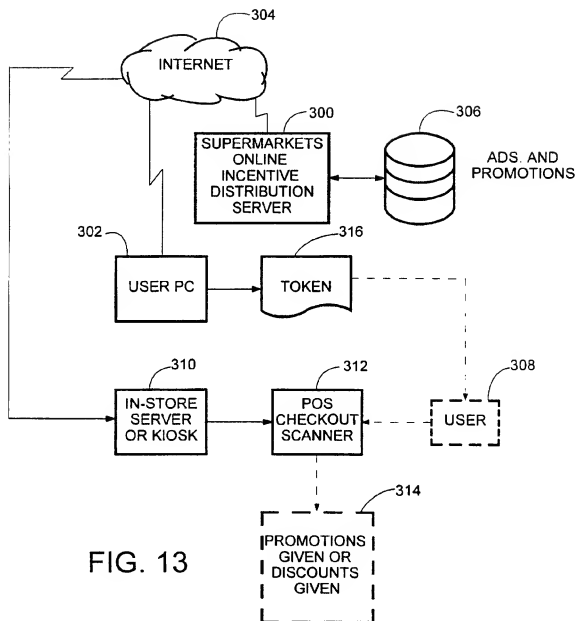 304
INTERNET
300
306
SUPERMARKETS
ONLINE
INCENTIVE
DISTRIBUTION
SERVER
ADS. AND
PROMOTIONS
302
316
USER PC
TOKEN
310
312
308
IN-STORE
SERVER
OR KIOSK
POS
CHECKOUT
SCANNER
USER
314
PROMOTIONS
GIVEN OR
DISCOUNTS
GIVEN
FIG. 13